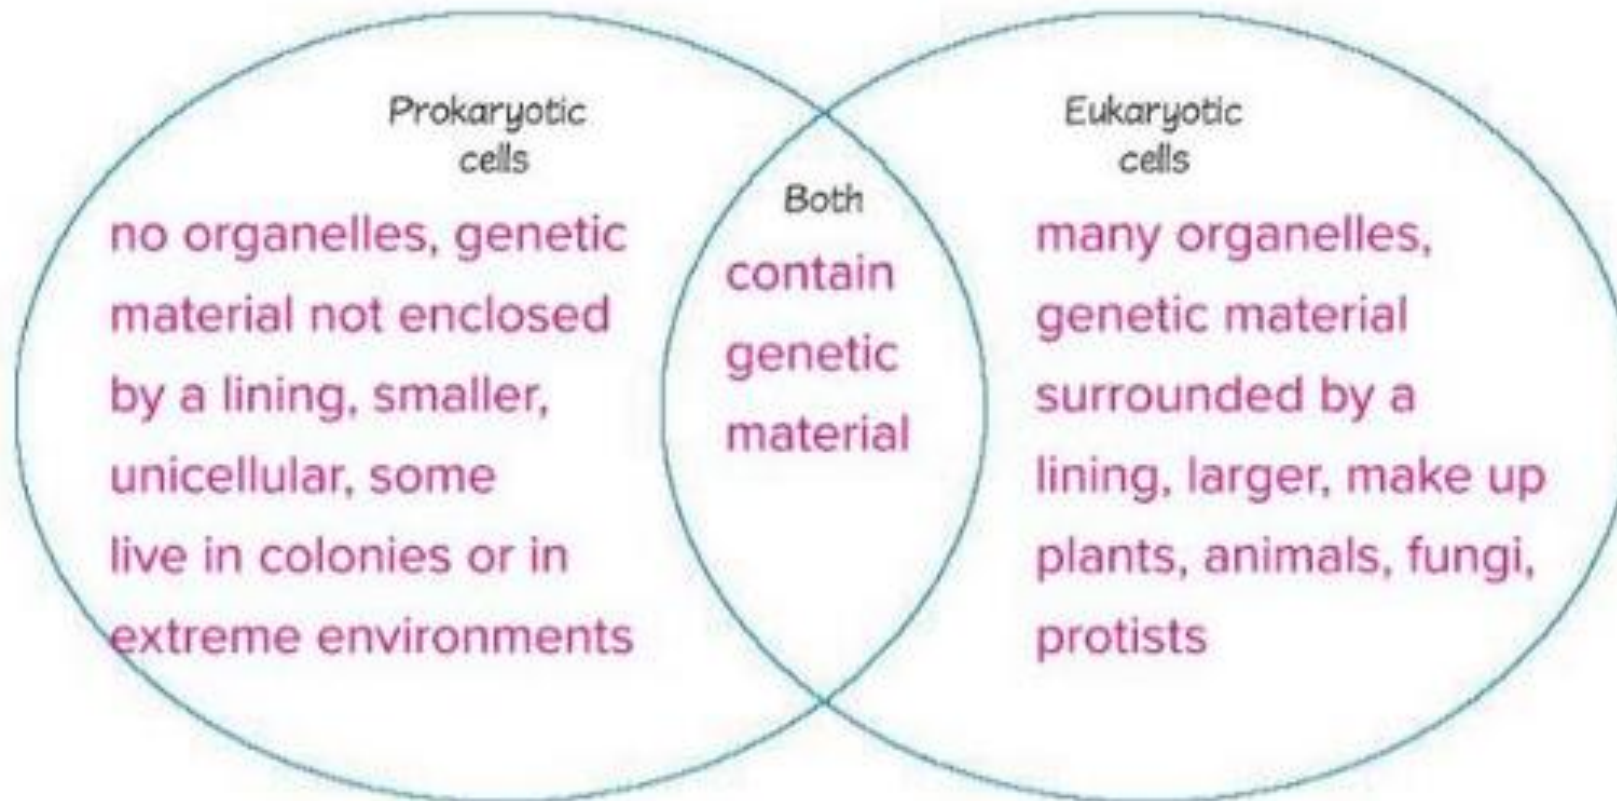 Prokaryotic
cells
no organelles, genetic
material not enclosed
by a lining, smaller,
unicellular, some
live in colonies or in
extreme environments
Both
contain
genetic
material
Eukaryotic
cells
many organelles,
genetic material
surrounded by a
lining, larger, make up
plants, animals, fungi,
protists